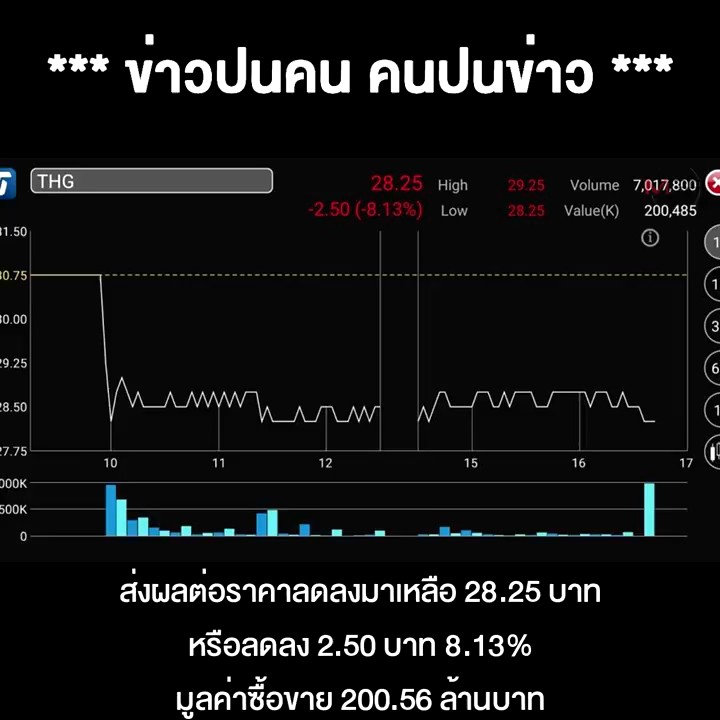 *** ข่าวปนคน คนปนข่าว ***
THG
28.25 High 29.25 Volume 7,017,800
-2.50 (-8.13%) Low 28.25 Value(K) 200,485
31.50
30.75
30.00
29.25
28.50
27.75
10 11 12 15 16 17
000K
500K
0
ส่งผลต่อราคาลดลงมาเหลือ 28.25 บาท
หรือลดลง 2.50 บาท 8.13%
มูลค่าซื้อขาย 200.56 ล้านบาท